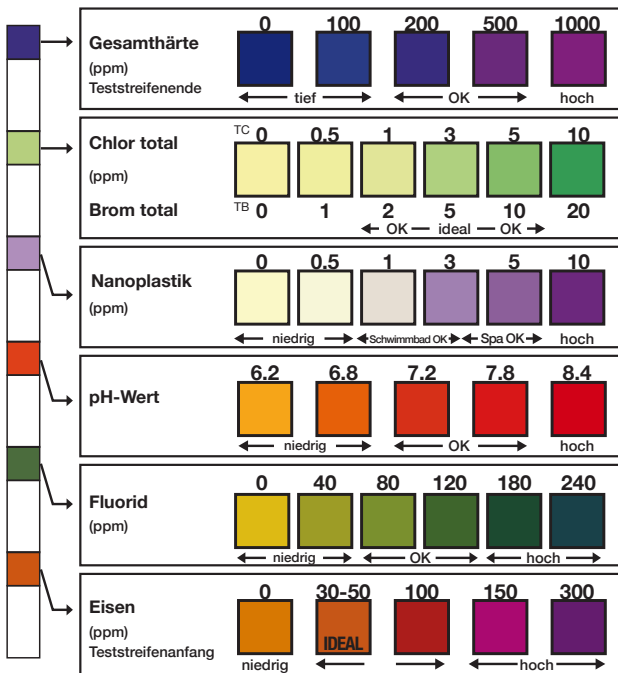 0 100 200 500 1000
Gesamthärte
(ppm)
Teststreifenende
tief OK hoch
TC 0 0.5 1 3 5 10
Chlor total
(ppm)
Brom total TB 0 1 2 5 10 20
OK ideal OK
0 0.5 1 3 5 10
Nanoplastik
(ppm)
niedrig Schwimmbad OK Spa OK hoch
6.2 6.8 7.2 7.8 8.4
pH-Wert
niedrig OK hoch
0 40 80 120 180 240
Fluorid
(ppm)
niedrig OK hoch
0 30-50 100 150 300
Eisen
(ppm)
IDEAL
Teststreifenanfang
niedrig hoch